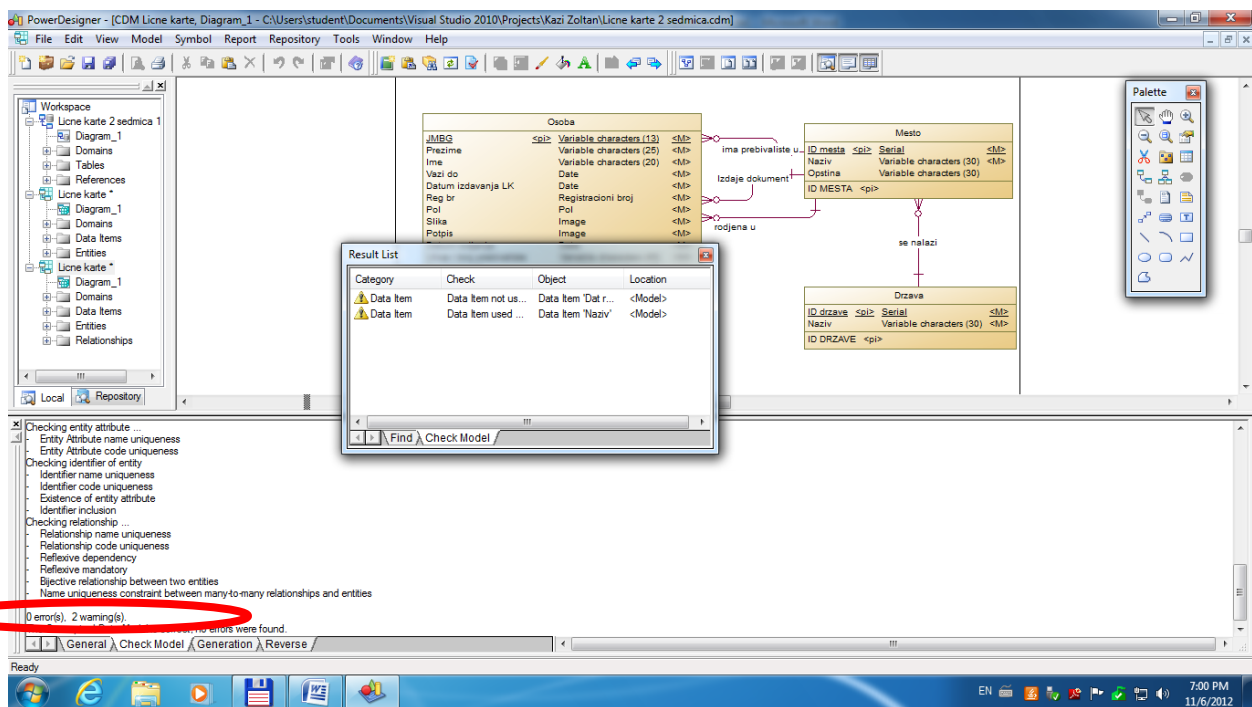 PowerDesigner - [CDM Licne karte, Diagram_1 - C:\Users\student\Documents\Visual Studio 2010\Projects\Kazi Zoltan\Licne karte 2 sedmica.cdm]
File Edit View Model Symbol Report Repository Tools Window Help
Workspace
Licne karte 2 sedmica 1
Diagram_1
Domains
Tables
References
Licne karte *
Diagram_1
Domains
Data Items
Entities
Licne karte *
Diagram_1
Domains
Data Items
Entities
Relationships
Local Repository
Osoba
JMBG <pi> Variable characters (13) <M>
Prezime Variable characters (25) <M>
Ime Variable characters (20) <M>
Vazi do Date <M>
Datum izdavanja LK Date <M>
Reg br Registracioni broj <M>
Pol Pol <M>
Slika Image <M>
Potpis Image <M>
ima prebivaliste u
Izdaje dokument
rodjena u
Mesto
ID mesta <pi> Serial <M>
Naziv Variable characters (30) <M>
Opstina Variable characters (30)
ID MESTA <pi>
se nalazi
Drzava
ID drzave <pi> Serial <M>
Naziv Variable characters (30) <M>
ID DRZAVE <pi>
Palette
Result List
Category Check Object Location
Data Item Data Item not us... Data Item 'Dat r... <Model>
Data Item Data Item used ... Data Item 'Naziv' <Model>
Find Check Model
Checking entity attribute ...
- Entity Attribute name uniqueness
- Entity Attribute code uniqueness
Checking identifier of entity
- Identifier name uniqueness
- Identifier code uniqueness
- Existence of entity attribute
- Identifier inclusion
Checking relationship ...
- Relationship name uniqueness
- Relationship code uniqueness
- Reflexive dependency
- Reflexive mandatory
- Bijective relationship between two entities
- Name uniqueness constraint between many-to-many relationships and entities
0 error(s), 2 warning(s).
no errors were found.
General Check Model Generation Reverse
Ready
EN
7:00 PM
11/6/2012